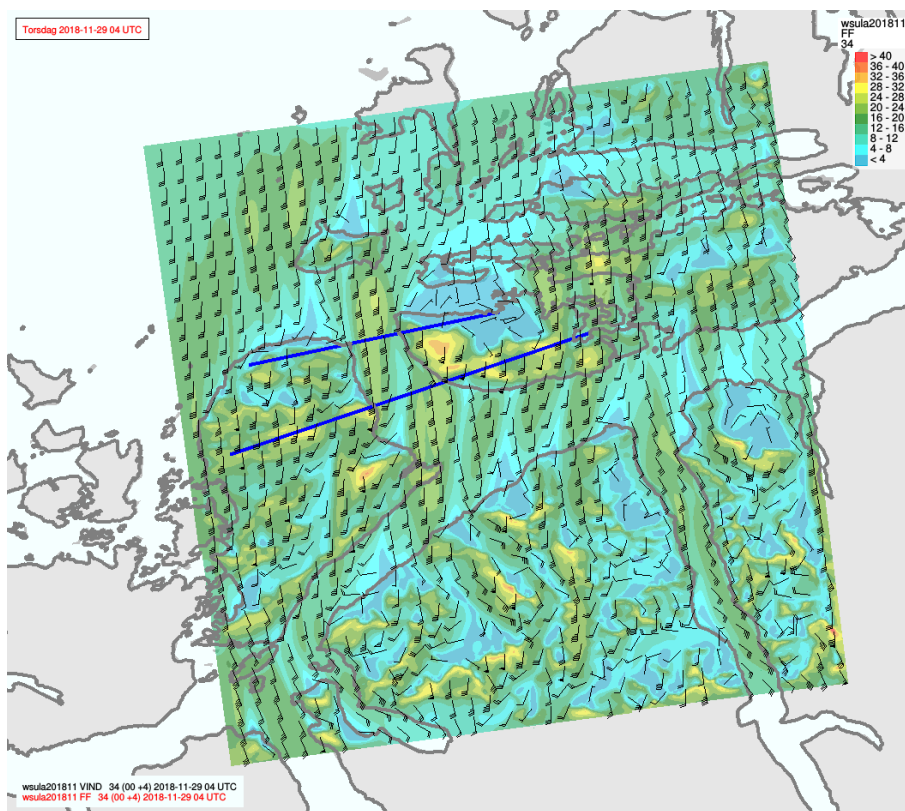 Torsdag 2018-11-29 04 UTC
wsula201811
FF
34
> 40
36 - 40
32 - 36
28 - 32
24 - 28
20 - 24
16 - 20
12 - 16
8 - 12
4 - 8
< 4
wsula201811 VIND 34 (00 +4) 2018-11-29 04 UTC
wsula201811 FF 34 (00 +4) 2018-11-29 04 UTC